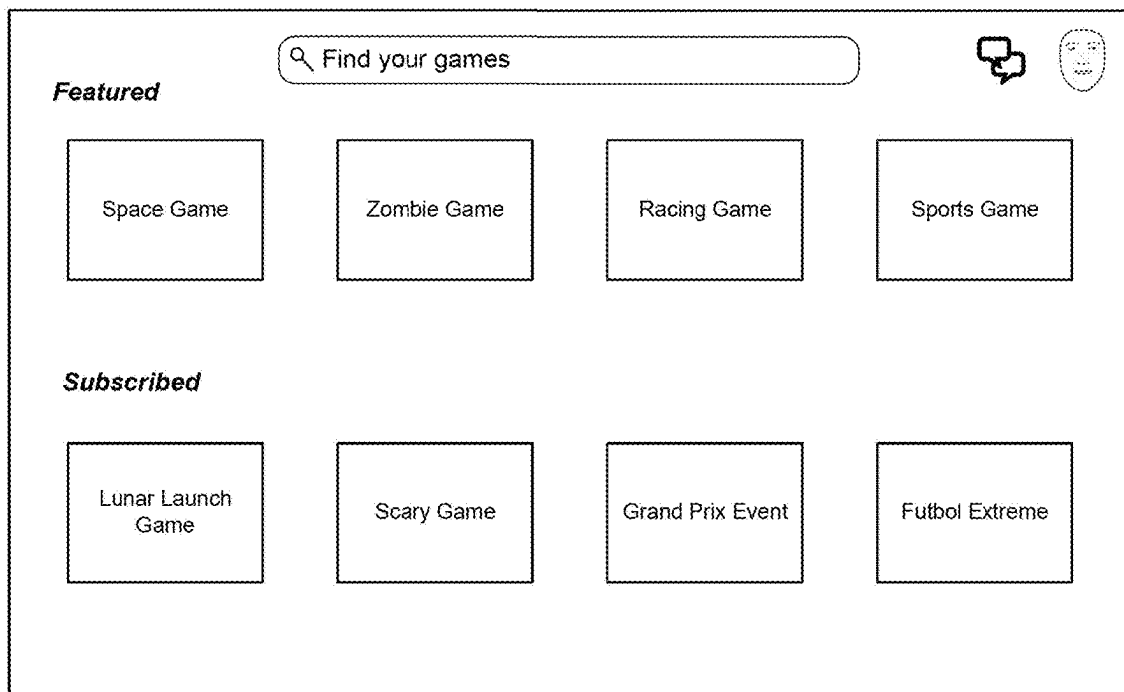 Find your games
Featured
Space Game
Zombie Game
Racing Game
Sports Game
Subscribed
Lunar Launch
Game
Scary Game
Grand Prix Event
Futbol Extreme